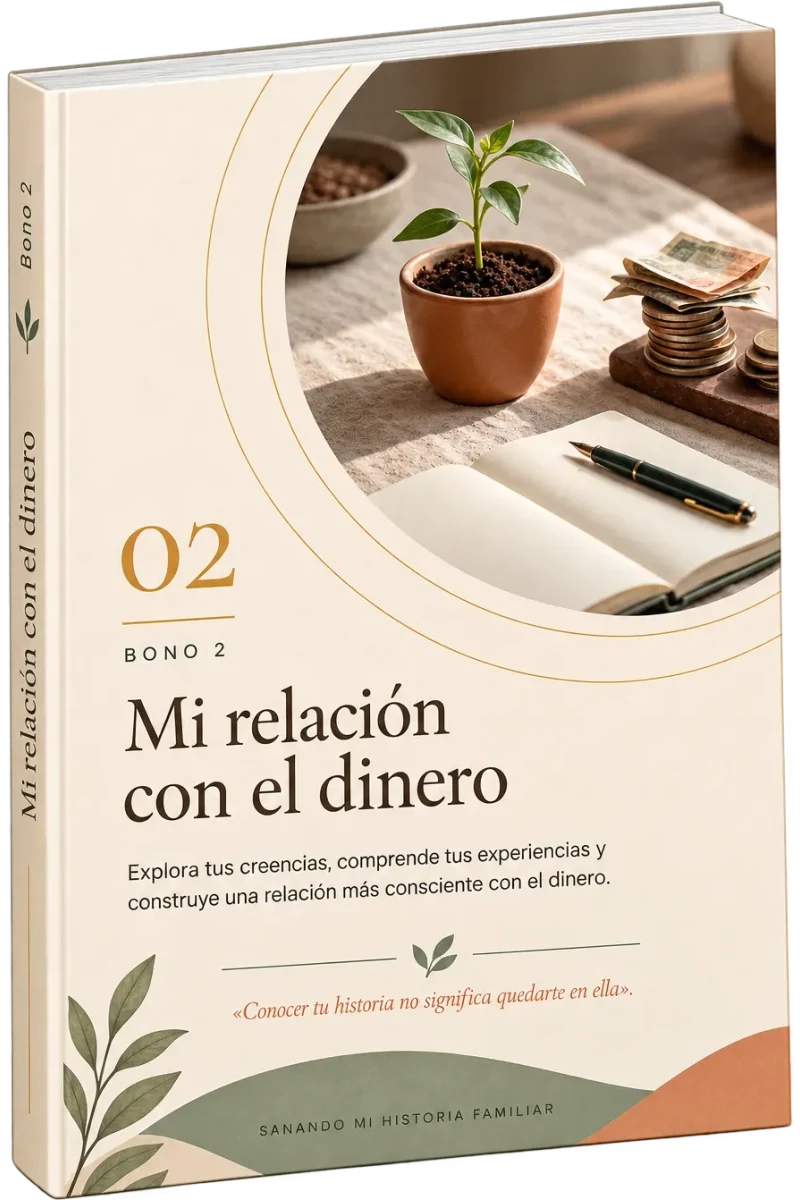 Bono 2
Mi relación con el dinero
02
BONO 2
Mi relación
con el dinero
Explora tus creencias, comprende tus experiencias y
construye una relación más consciente con el dinero.
«Conocer tu historia no significa quedarte en ella».
SANANDO MI HISTORIA FAMILIAR